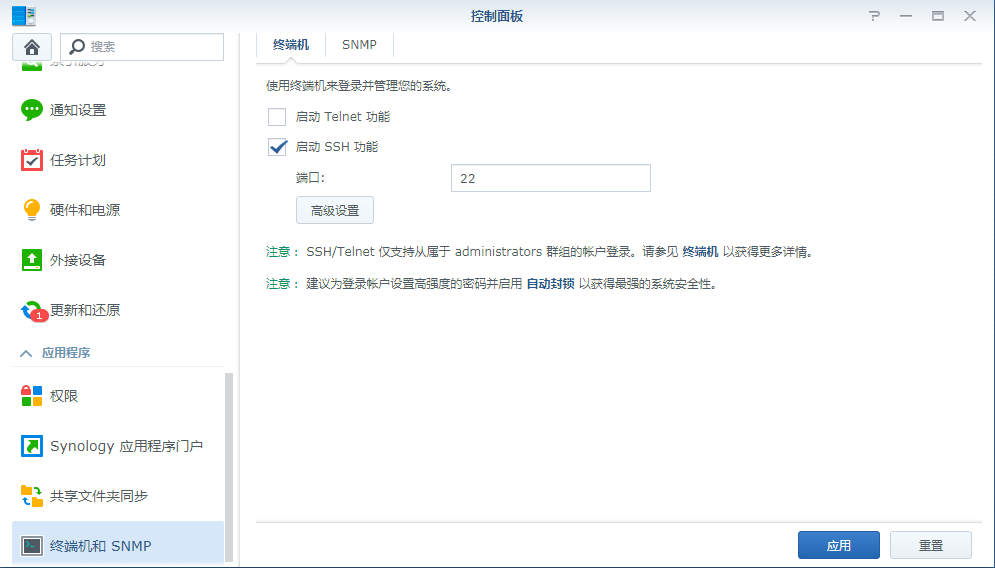 控制面板
搜索
通知设置
任务计划
硬件和电源
外接设备
更新和还原
1
应用程序
权限
Synology 应用程序门户
共享文件夹同步
终端机和 SNMP
终端机
SNMP
使用终端机来登录并管理您的系统。
启动 Telnet 功能
启动 SSH 功能
端口:
22
高级设置
注意： SSH/Telnet 仅支持从属于 administrators 群组的帐户登录。请参见 终端机 以获得更多详情。
注意： 建议为登录帐户设置高强度的密码并启用 自动封锁 以获得最强的系统安全性。
应用
重置